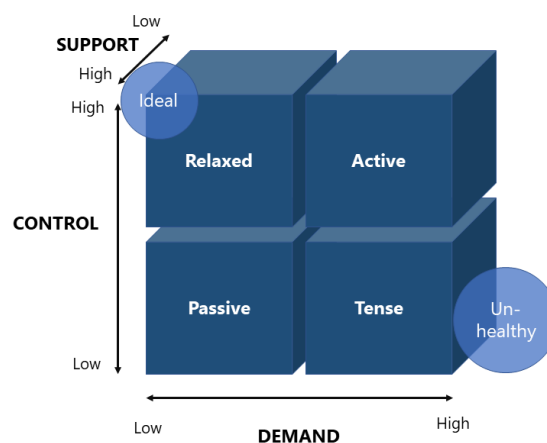 Low
SUPPORT
High
Ideal
High
Relaxed
Active
CONTROL
Passive
Tense
Un-
healthy
Low
Low
High
DEMAND